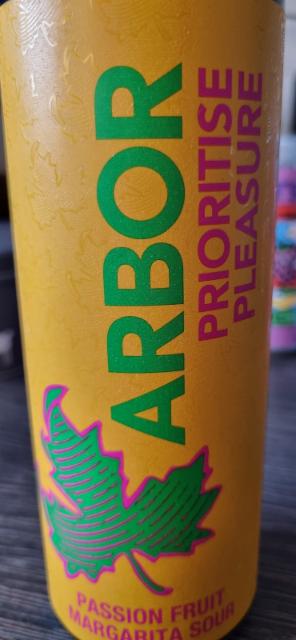 ARBOR
PRIORITISE
PLEASURE
PASSION FRUIT
MARGARITA SOUR